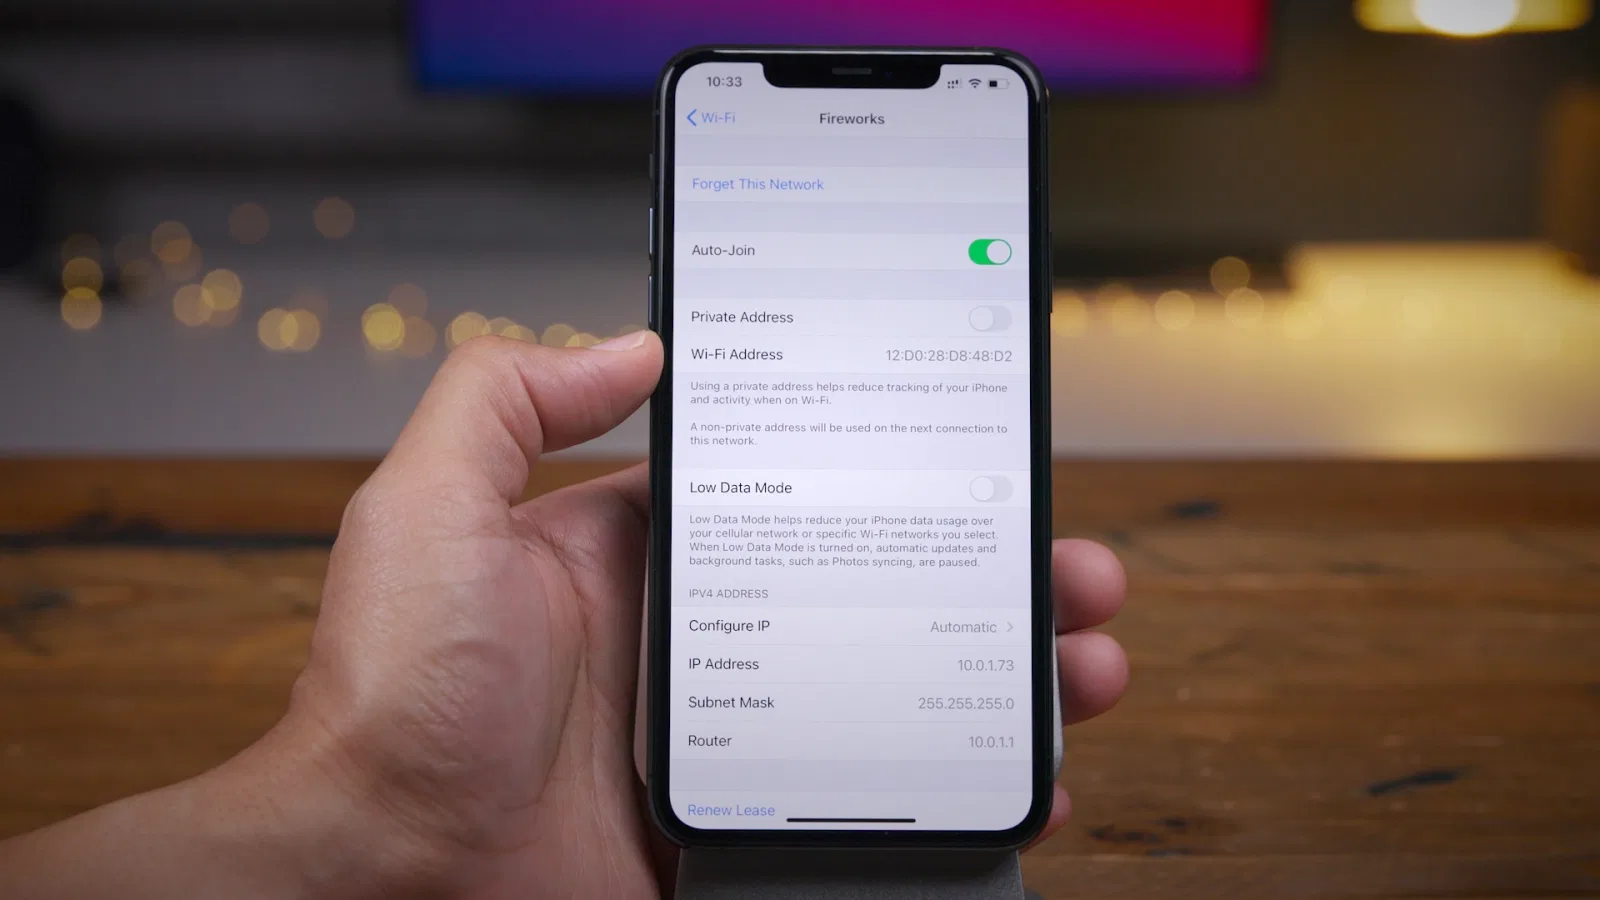 10:33
Wi-Fi
Fireworks
Forget This Network
Auto-Join
Private Address
Wi-Fi Address 12:D0:28:D8:48:D2
Using a private address helps reduce tracking of your iPhone
and activity when on Wi-Fi.
A non-private address will be used on the next connection to
this network.
Low Data Mode
Low Data Mode helps reduce your iPhone data usage over
your cellular network or specific Wi-Fi networks you select.
When Low Data Mode is turned on, automatic updates and
background tasks, such as Photos syncing, are paused.
IPV4 ADDRESS
Configure IP Automatic
IP Address 10.0.1.73
Subnet Mask 255.255.255.0
Router 10.0.1.1
Renew Lease